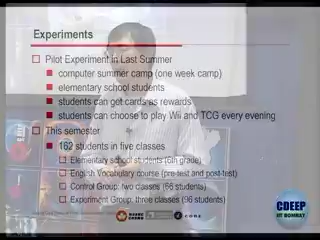 Experiments
Pilot Experiment in Last Summer
computer summer camp (one week camp)
elementary school students
students can get cards as rewards
students can choose to play Wii and TCG every evening
This semester
162 students in five classes
Elementary school students (6th grade)
English Vocabulary course (pre-test and post-test)
Control Group: two classes (66 students)
Experiment Group: three classes (96 students)
CDEEP
IIT BOMBAY